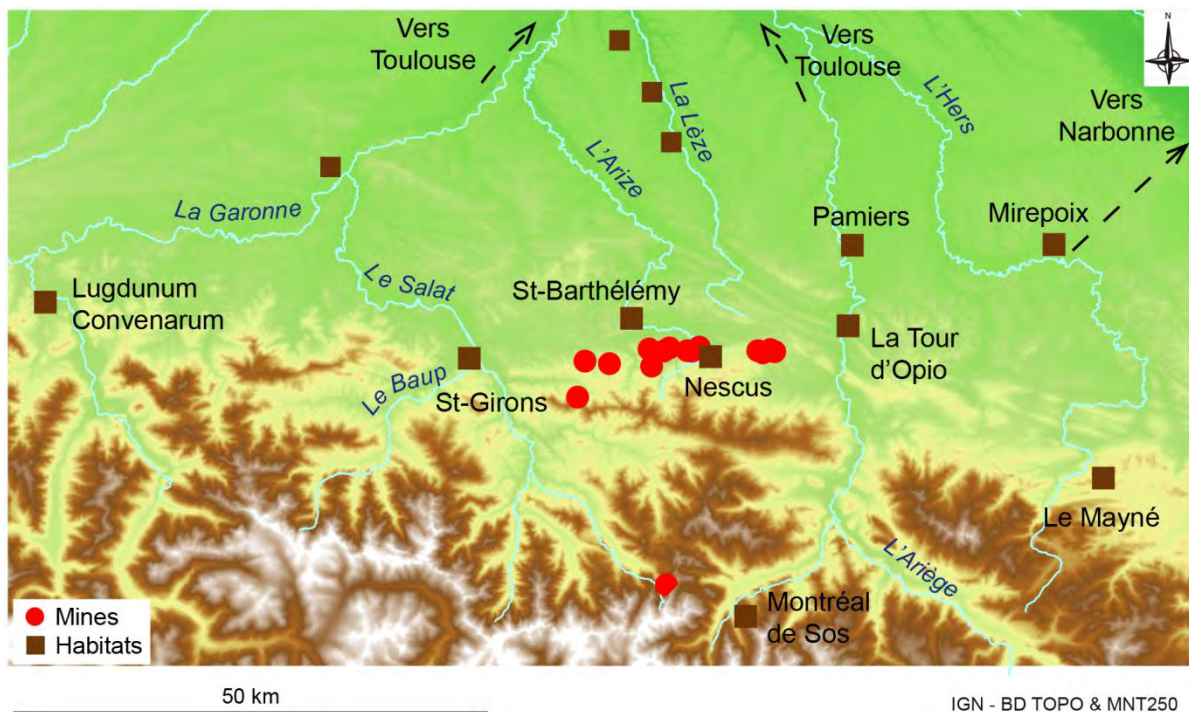 N
Vers
Toulouse
Vers
Toulouse
La Lèze
L'Hers
Vers
Narbonne
L'Arize
La Garonne
Pamiers
Mirepoix
Le Salat
St-Barthélémy
Lugdunum
Convenarum
La Tour
d'Opio
Le Baup
St-Girons
Nescus
Le Mayné
L'Ariège
Montréal
de Sos
Mines
Habitats
50 km
IGN - BD TOPO & MNT250